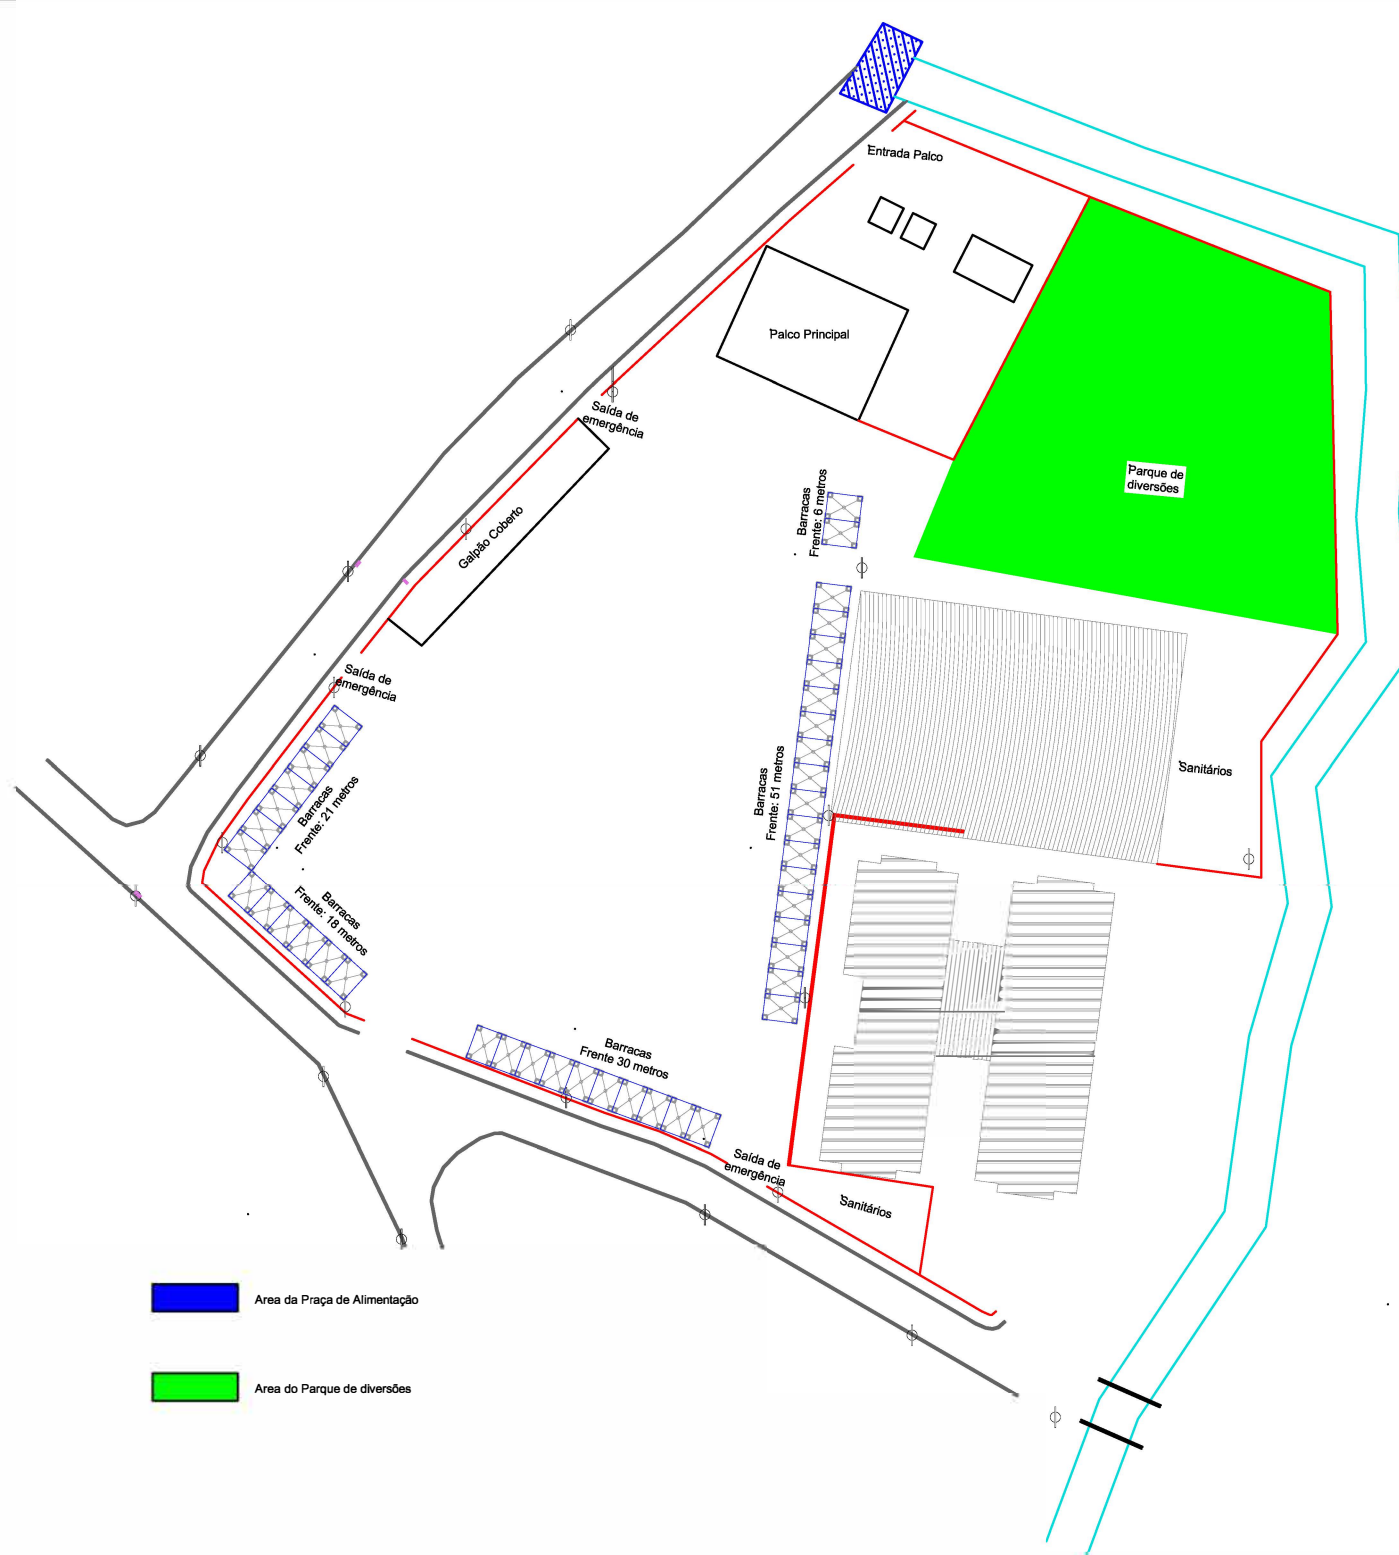 Entrada Palco
Palco Principal
Saída de
emergência
Galpão Coberto
Parque de
diversões
Barracas
Frente: 6 metros
Saída de
emergência
Barracas
Frente: 21 metros
Barracas
Frente: 51 metros
Sanitários
Barracas
Frente: 18 metros
Barracas
Frente 30 metros
Saída de
emergência
Sanitários
Area da Praça de Alimentação
Area do Parque de diversões